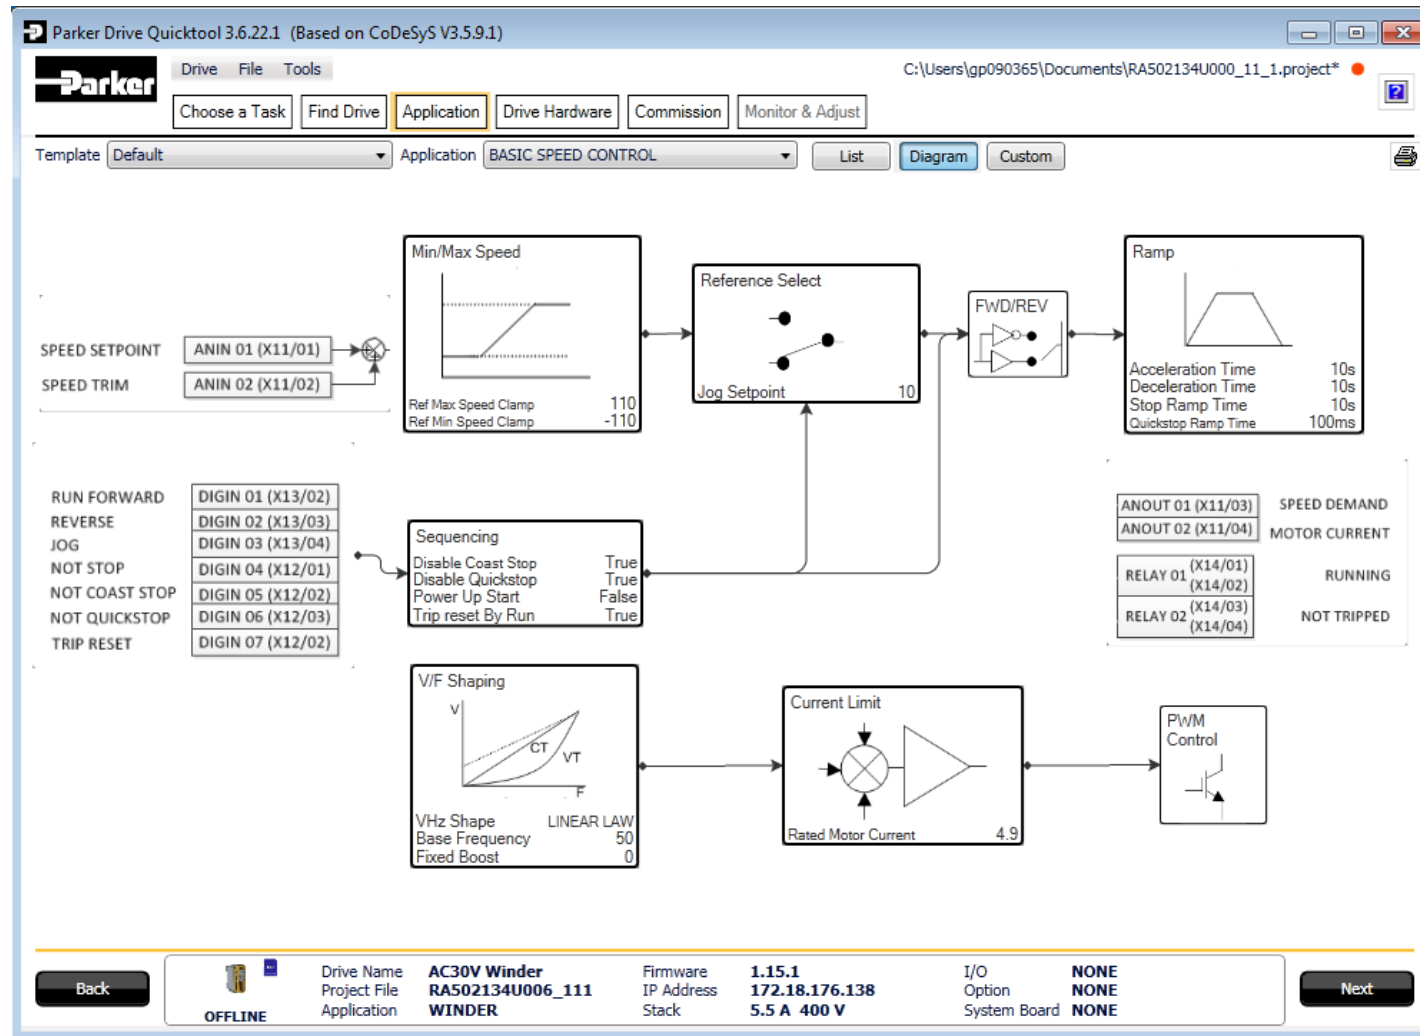 Parker Drive Quicktool 3.6.22.1 (Based on CoDeSyS V3.5.9.1)
Parker
Drive File Tools
C:\Users\gp090365\Documents\RA502134U000_11_1.project*
?
Choose a Task Find Drive Application Drive Hardware Commission Monitor & Adjust
Template Default Application BASIC SPEED CONTROL List Diagram Custom
SPEED SETPOINT ANIN 01 (X11/01)
SPEED TRIM ANIN 02 (X11/02)
Min/Max Speed
Ref Max Speed Clamp 110
Ref Min Speed Clamp -110
Reference Select
Jog Setpoint 10
FWD/REV
Ramp
Acceleration Time 10s
Deceleration Time 10s
Stop Ramp Time 10s
Quickstop Ramp Time 100ms
RUN FORWARD DIGIN 01 (X13/02)
REVERSE DIGIN 02 (X13/03)
JOG DIGIN 03 (X13/04)
NOT STOP DIGIN 04 (X12/01)
NOT COAST STOP DIGIN 05 (X12/02)
NOT QUICKSTOP DIGIN 06 (X12/03)
TRIP RESET DIGIN 07 (X12/02)
Sequencing
Disable Coast Stop True
Disable Quickstop True
Power Up Start False
Trip reset By Run True
ANOUT 01 (X11/03) SPEED DEMAND
ANOUT 02 (X11/04) MOTOR CURRENT
RELAY 01 (X14/01) (X14/02) RUNNING
RELAY 02 (X14/03) (X14/04) NOT TRIPPED
V/F Shaping
V
CT
VT
F
VHz Shape LINEAR LAW
Base Frequency 50
Fixed Boost 0
Current Limit
Rated Motor Current 4.9
PWM
Control
Back
OFFLINE
Drive Name AC30V Winder
Project File RA502134U006_111
Application WINDER
Firmware 1.15.1
IP Address 172.18.176.138
Stack 5.5 A 400 V
I/O NONE
Option NONE
System Board NONE
Next